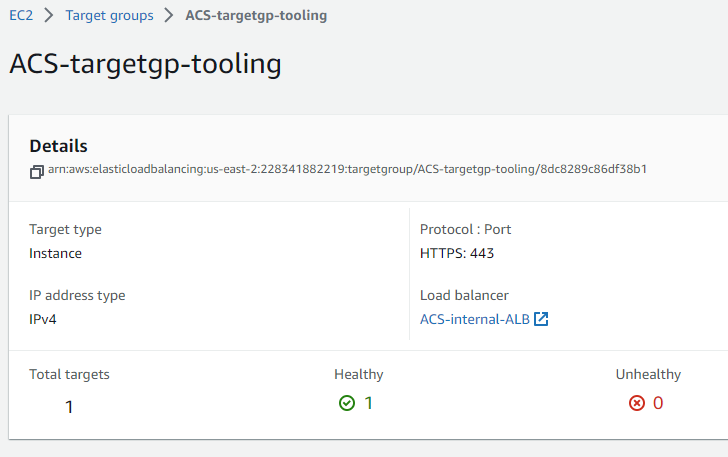 EC2 > Target groups > ACS-targetgp-tooling
ACS-targetgp-tooling
Details
arn:aws:elasticloadbalancing:us-east-2:228341882219:targetgroup/ACS-targetgp-tooling/8dc8289c86df38b1
Target type
Instance
Protocol : Port
HTTPS: 443
IP address type
IPv4
Load balancer
ACS-internal-ALB
Total targets
1
Healthy
1
Unhealthy
0